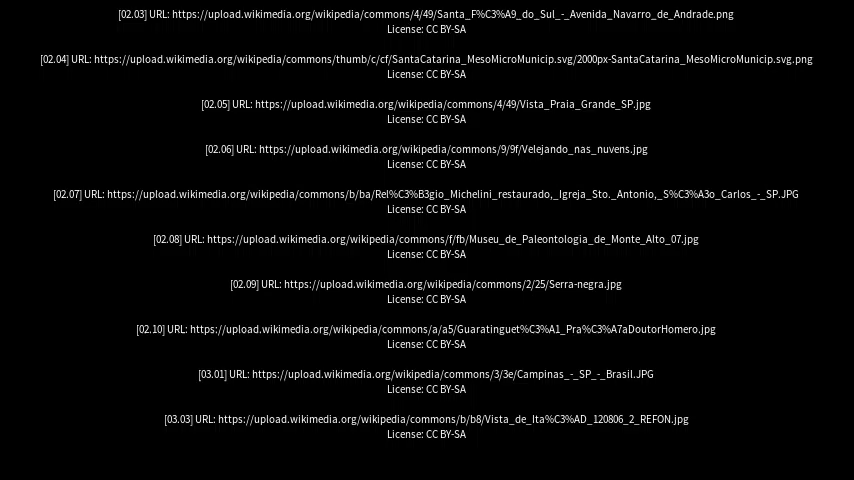 [02.03] URL: https://upload.wikimedia.org/wikipedia/commons/4/49/Santa_F%C3%A9_do_Sul_-_Avenida_Navarro_de_Andrade.png
License: CC BY-SA
[02.04] URL: https://upload.wikimedia.org/wikipedia/commons/thumb/c/cf/SantaCatarina_MesoMicroMunicip.svg/2000px-SantaCatarina_MesoMicroMunicip.svg.png
License: CC BY-SA
[02.05] URL: https://upload.wikimedia.org/wikipedia/commons/4/49/Vista_Praia_Grande_SP.jpg
License: CC BY-SA
[02.06] URL: https://upload.wikimedia.org/wikipedia/commons/9/9f/Velejando_nas_nuvens.jpg
License: CC BY-SA
[02.07] URL: https://upload.wikimedia.org/wikipedia/commons/b/ba/Rel%C3%B3gio_Michelini_restaurado,_Igreja_Sto._Antonio,_S%C3%A3o_Carlos_-_SP.JPG
License: CC BY-SA
[02.08] URL: https://upload.wikimedia.org/wikipedia/commons/f/fb/Museu_de_Paleontologia_de_Monte_Alto_07.jpg
License: CC BY-SA
[02.09] URL: https://upload.wikimedia.org/wikipedia/commons/2/25/Serra-negra.jpg
License: CC BY-SA
[02.10] URL: https://upload.wikimedia.org/wikipedia/commons/a/a5/Guaratinguet%C3%A1_Pra%C3%A7aDoutorHomero.jpg
License: CC BY-SA
[03.01] URL: https://upload.wikimedia.org/wikipedia/commons/3/3e/Campinas_-_SP_-_Brasil.JPG
License: CC BY-SA
[03.03] URL: https://upload.wikimedia.org/wikipedia/commons/b/b8/Vista_de_Ita%C3%AD_120806_2_REFON.jpg
License: CC BY-SA